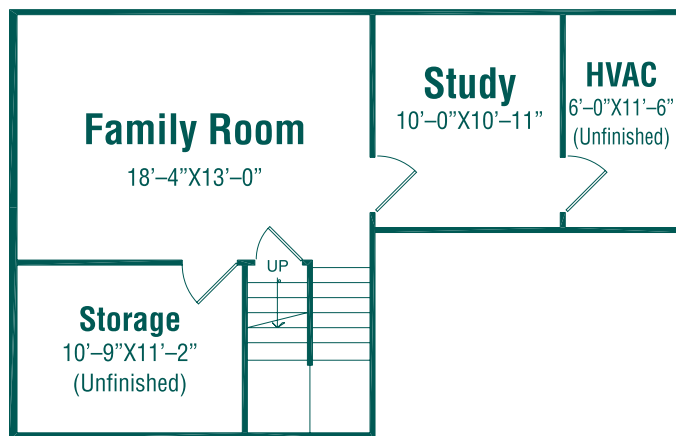 Family Room
18’–4”X13’–0”
Study
10’–0”X10’–11”
HVAC
6’–0”X11’–6”
(Unfinished)
UP
Storage
10’–9”X11’–2”
(Unfinished)